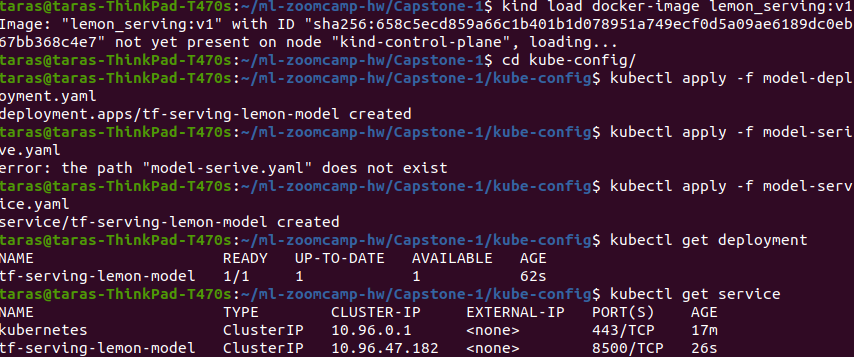 taras@taras-ThinkPad-T470s:~/ml-zoomcamp-hw/Capstone-1$ kind load docker-image lemon_serving:v1
Image: "lemon_serving:v1" with ID "sha256:658c5ecd859a66c1b401b1d078951a749ecf0d5a09ae6189dc0eb
67bb368c4e7" not yet present on node "kind-control-plane", loading...
taras@taras-ThinkPad-T470s:~/ml-zoomcamp-hw/Capstone-1$ cd kube-config/
taras@taras-ThinkPad-T470s:~/ml-zoomcamp-hw/Capstone-1/kube-config$ kubectl apply -f model-depl
oyment.yaml
deployment.apps/tf-serving-lemon-model created
taras@taras-ThinkPad-T470s:~/ml-zoomcamp-hw/Capstone-1/kube-config$ kubectl apply -f model-seri
ve.yaml
error: the path "model-serive.yaml" does not exist
taras@taras-ThinkPad-T470s:~/ml-zoomcamp-hw/Capstone-1/kube-config$ kubectl apply -f model-serv
ice.yaml
service/tf-serving-lemon-model created
taras@taras-ThinkPad-T470s:~/ml-zoomcamp-hw/Capstone-1/kube-config$ kubectl get deployment
NAME READY UP-TO-DATE AVAILABLE AGE
tf-serving-lemon-model 1/1 1 1 62s
taras@taras-ThinkPad-T470s:~/ml-zoomcamp-hw/Capstone-1/kube-config$ kubectl get service
NAME TYPE CLUSTER-IP EXTERNAL-IP PORT(S) AGE
kubernetes ClusterIP 10.96.0.1 <none> 443/TCP 17m
tf-serving-lemon-model ClusterIP 10.96.47.182 <none> 8500/TCP 26s